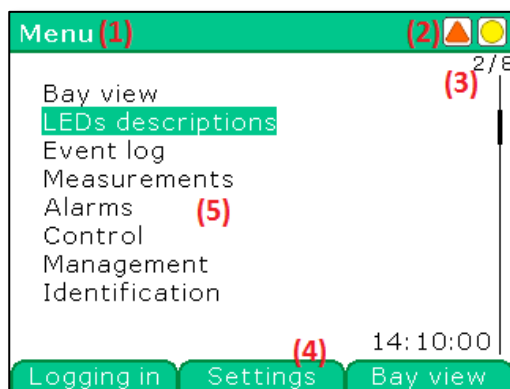 Menu (1) (2)
2/8
(3)
Bay view
LEDs descriptions
Event log
Measurements
Alarms (5)
Control
Management
Identification
14:10:00
(4)
Logging in Settings Bay view